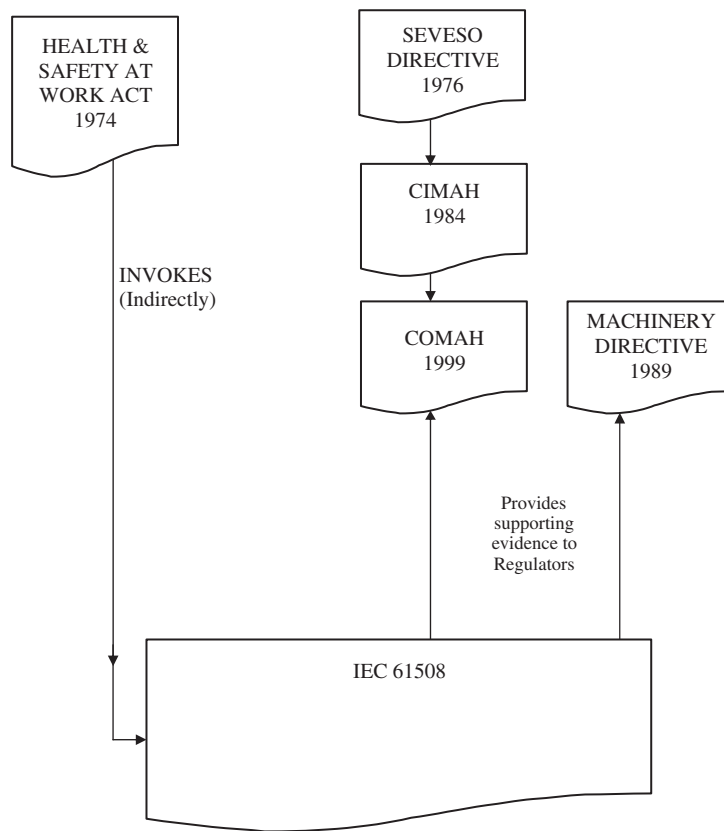 HEALTH &
SAFETY AT
WORK ACT
1974
SEVESO
DIRECTIVE
1976
CIMAH
1984
INVOKES
(Indirectly)
COMAH
1999
MACHINERY
DIRECTIVE
1989
Provides
supporting
evidence to
Regulators
IEC 61508